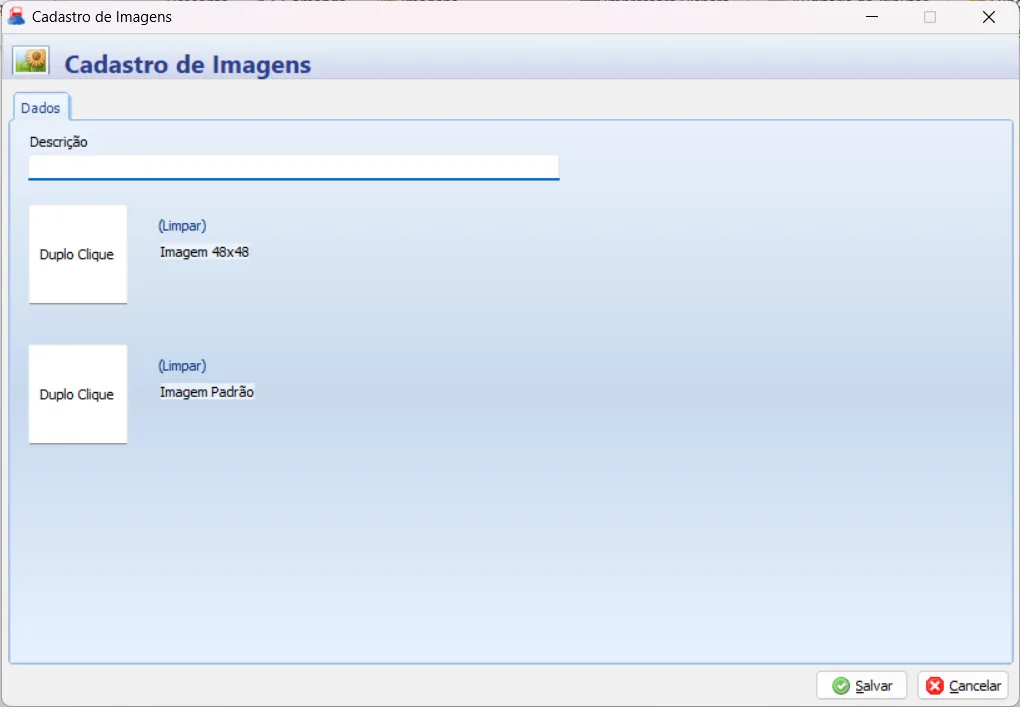 Cadastro de Imagens
Cadastro de Imagens
Dados
Descrição
Duplo Clique
(Limpar)
Imagem 48x48
Duplo Clique
(Limpar)
Imagem Padrão
Salvar
Cancelar